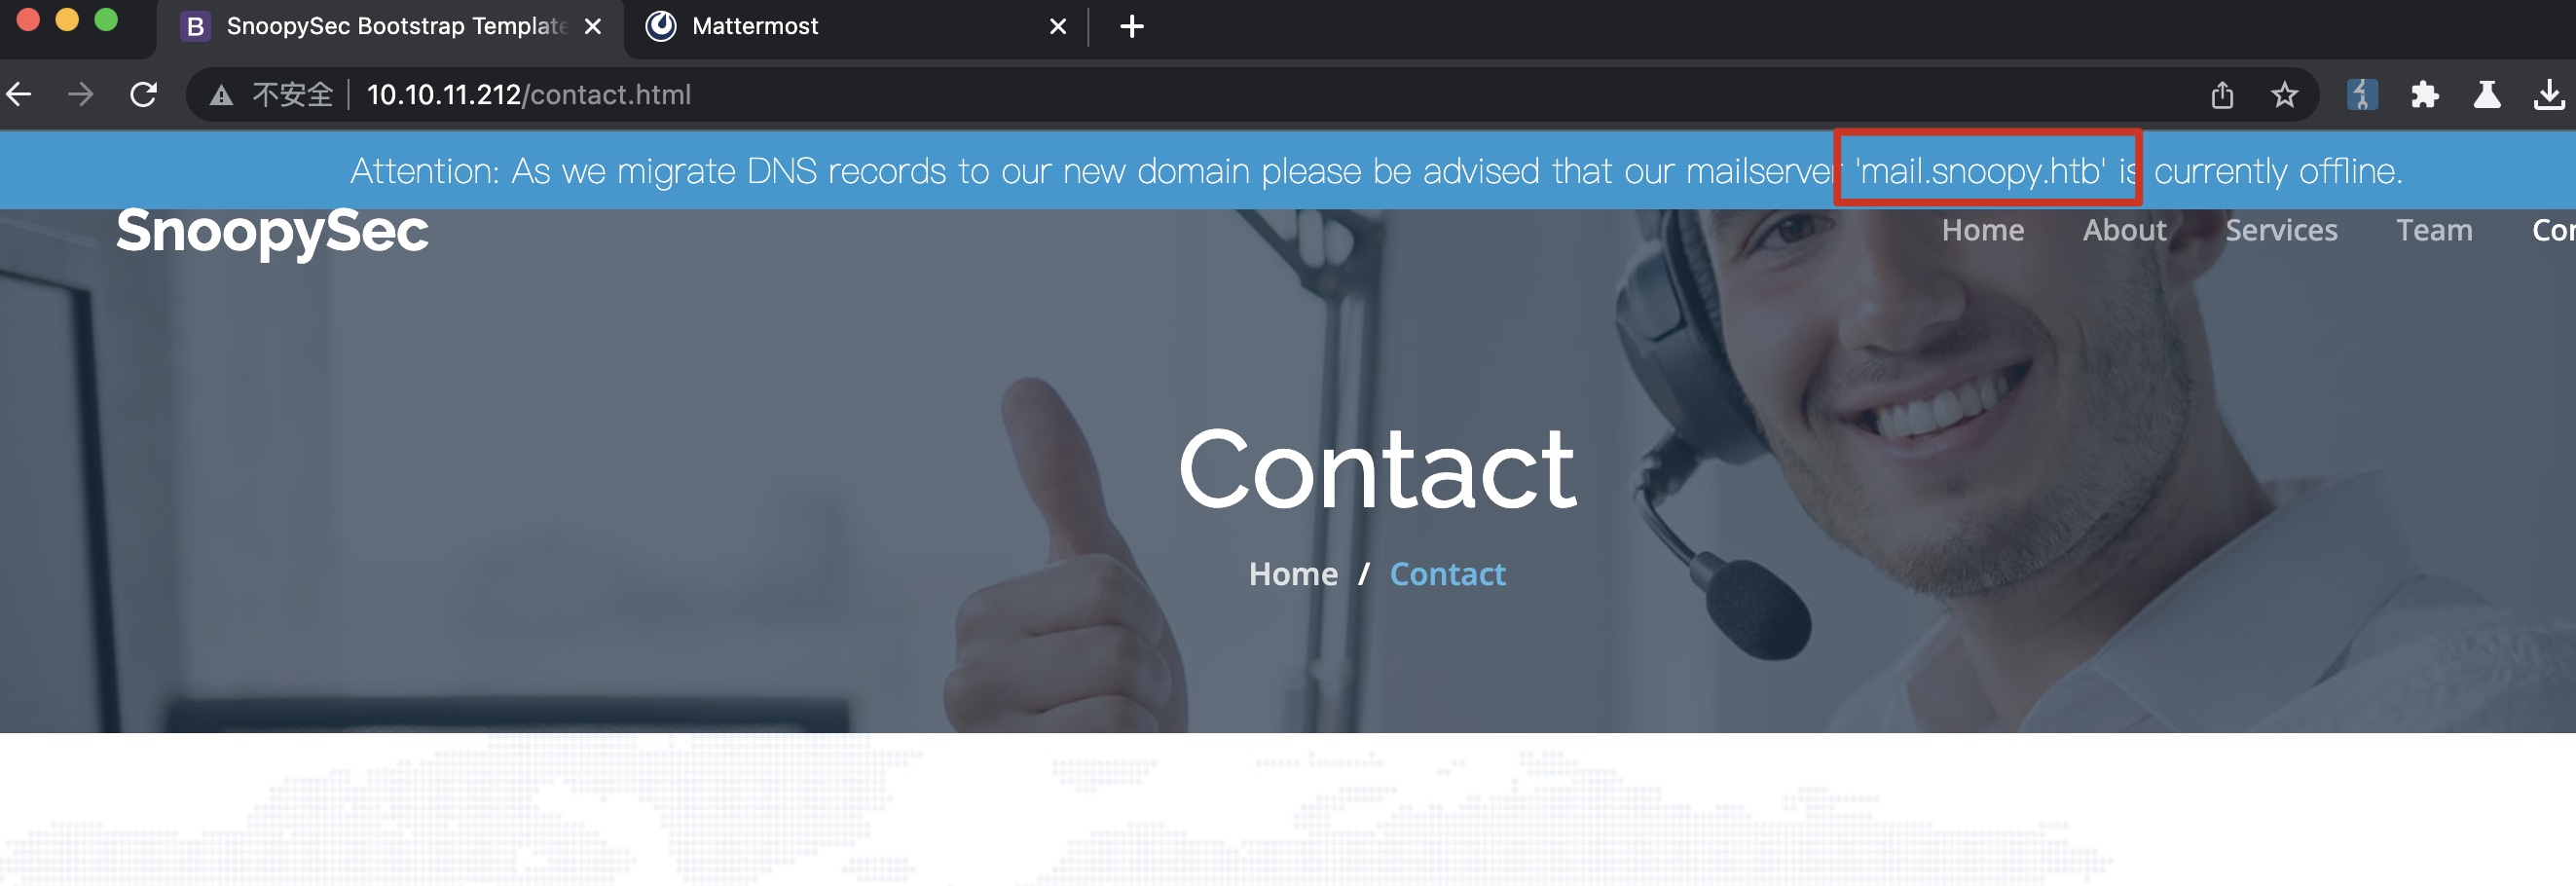 SnoopySec Bootstrap Template
Mattermost
不安全
10.10.11.212/contact.html
Attention: As we migrate DNS records to our new domain please be advised that our mailserver 'mail.snoopy.htb' is currently offline.
SnoopySec
Home About Services Team Con
Contact
Home / Contact